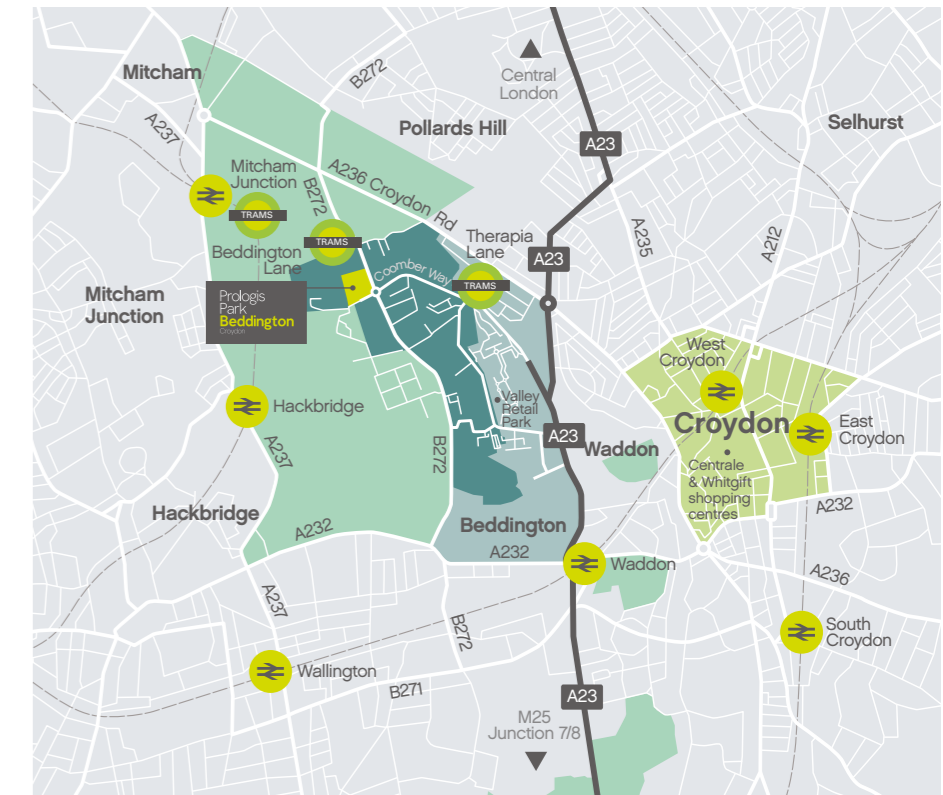 Mitcham
B272
Central
London
A237
Pollards Hill
Selhurst
A23
Mitcham
Junction
B272
A236 Croydon Rd
TRAMS
A235
A212
TRAMS
Beddington
Lane
Therapia
Lane
A23
Coomber Way
TRAMS
Mitcham
Junction
Prologis
Park
Beddington
Croydon
West
Croydon
Hackbridge
Valley
Retail
Park
Croydon
East
Croydon
A23
Waddon
A237
B272
Centrale
& Whitgift
shopping
centres
A232
Hackbridge
A232
Beddington
A232
Waddon
A236
A237
B272
South
Croydon
Wallington
B271
A23
M25
Junction 7/8